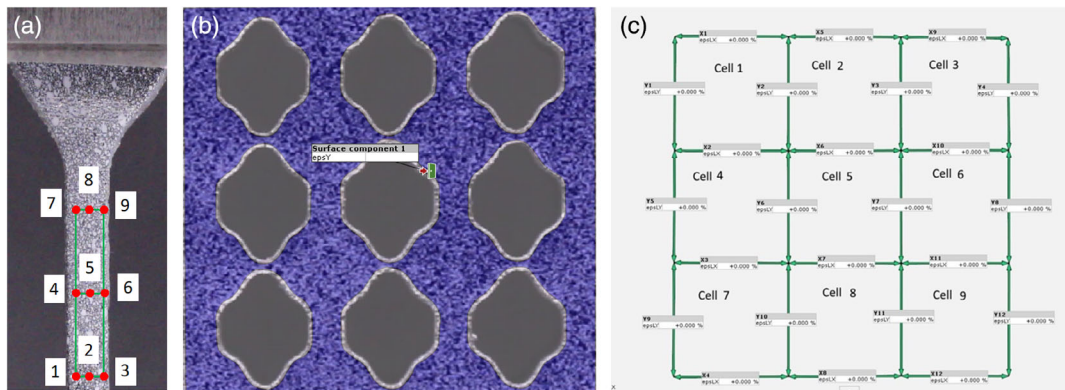 (a)
8
7
9
5
4
6
2
1
3
(b)
Surface component 1
epsY
(c)
X1
epsLX +0.000 %
X5
epsLX +0.000 %
X9
epsLX +0.000 %
Cell 1
Cell 2
Cell 3
Y1
epsLY +0.000 %
Y2
epsLY +0.000 %
Y3
epsLY +0.000 %
Y4
epsLY +0.000 %
X2
epsLX +0.000 %
X6
epsLX +0.000 %
X10
epsLX +0.000 %
Cell 4
Cell 5
Cell 6
Y5
epsLY +0.000 %
Y6
epsLY +0.000 %
Y7
epsLY +0.000 %
Y8
epsLY +0.000 %
X3
epsLX +0.000 %
X7
epsLX +0.000 %
X11
epsLX +0.000 %
Cell 7
Cell 8
Cell 9
Y9
epsLY +0.000 %
Y10
epsLY +0.000 %
Y11
epsLY +0.000 %
Y12
epsLY +0.000 %
X4
epsLX +0.000 %
X8
epsLX +0.000 %
X12
epsLX +0.000 %
X